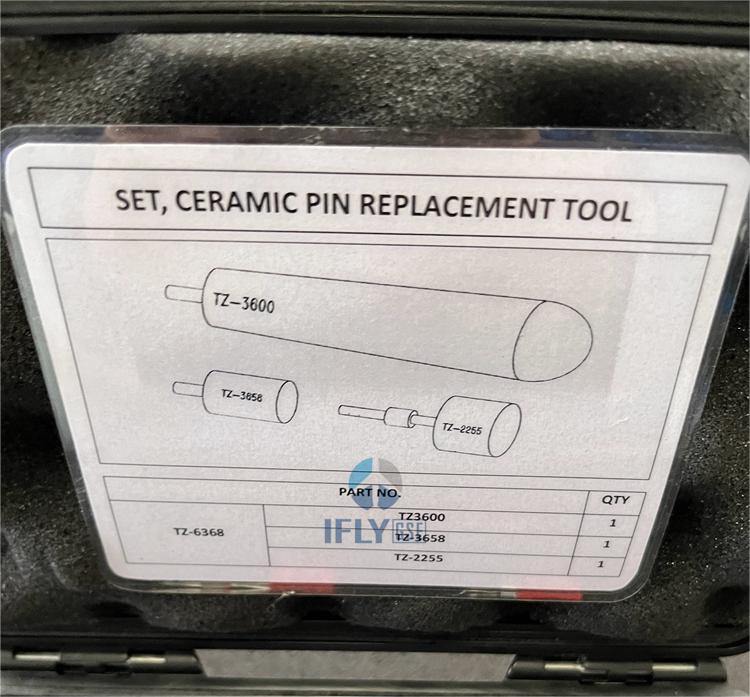 SET, CERAMIC PIN REPLACEMENT TOOL
TZ-3600
TZ-3658
TZ-2255
PART NO. QTY
TZ-6368
TZ3600 1
TZ-3658 1
TZ-2255 1
IFLY GSE